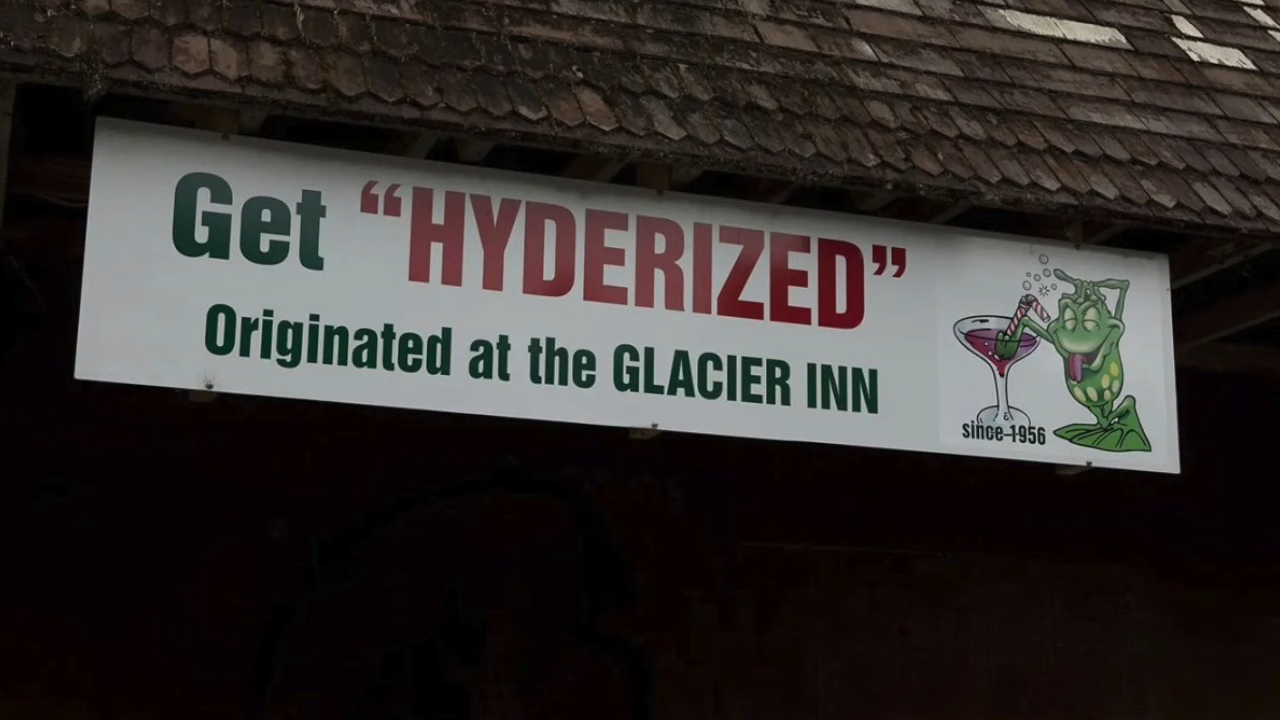 Get “HYDERIZED”
Originated at the GLACIER INN
since 1956